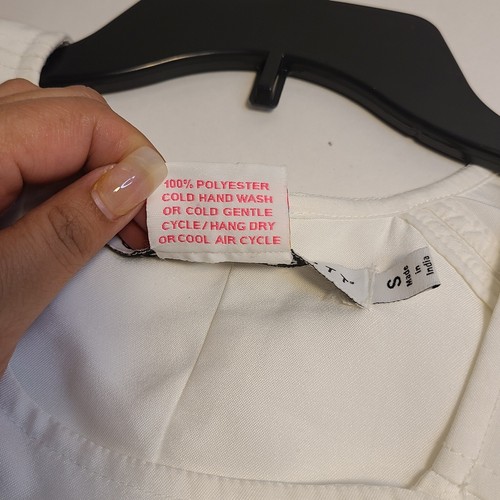 100% POLYESTER
COLD HAND WASH
OR COLD GENTLE
CYCLE/HANG DRY
OR COOL AIR CYCLE
S
Made
in
India